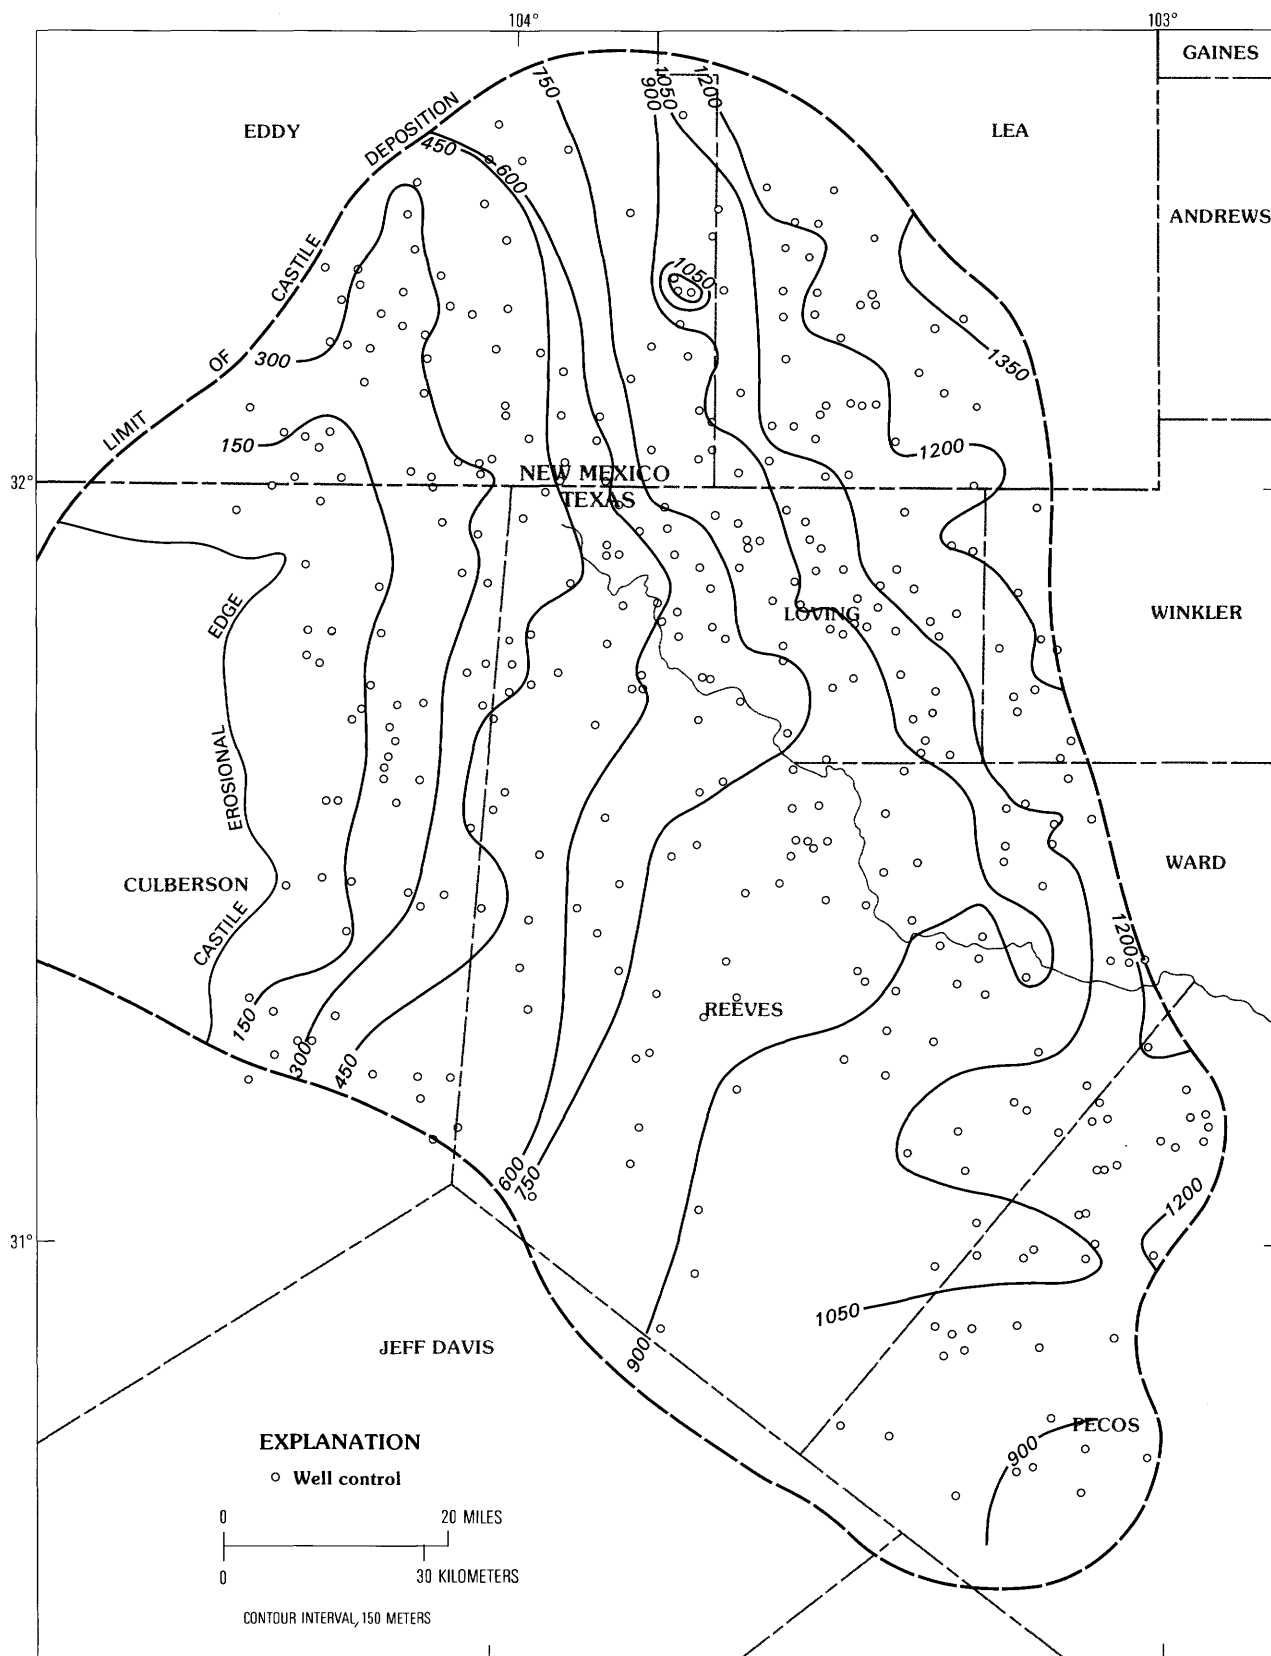 104°
103°
GAINES
EDDY
LEA
ANDREWS
LIMIT OF CASTILE DEPOSITION
750
900
1050
1200
450
600
1050
300
1350
150
1200
32°
NEW MEXICO
TEXAS
LOVING
WINKLER
CASTILE EROSIONAL EDGE
CULBERSON
WARD
1200
REEVES
150
300
450
600
750
1200
31°
1050
900
JEFF DAVIS
PECOS
900
EXPLANATION
○ Well control
0 20 MILES
0 30 KILOMETERS
CONTOUR INTERVAL, 150 METERS